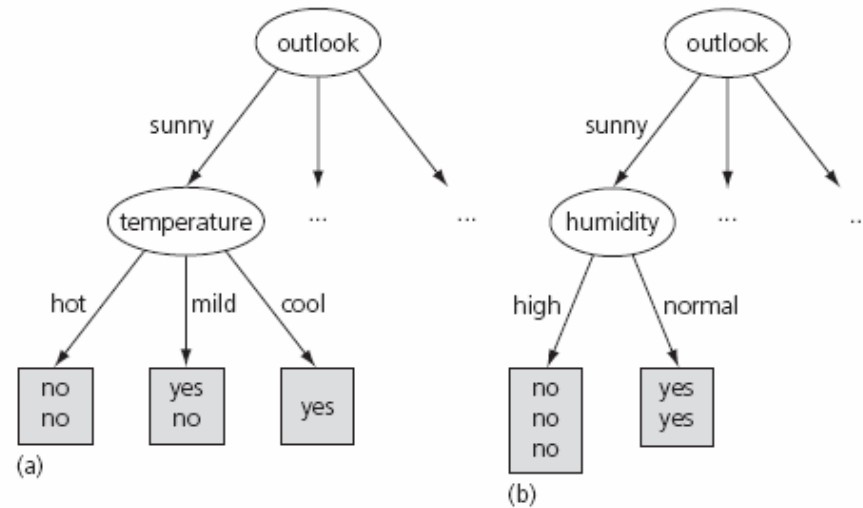 outlook
sunny
temperature
...
...
hot
mild
cool
no
no
yes
no
yes
(a)
outlook
sunny
humidity
...
..
high
normal
no
no
no
yes
yes
(b)